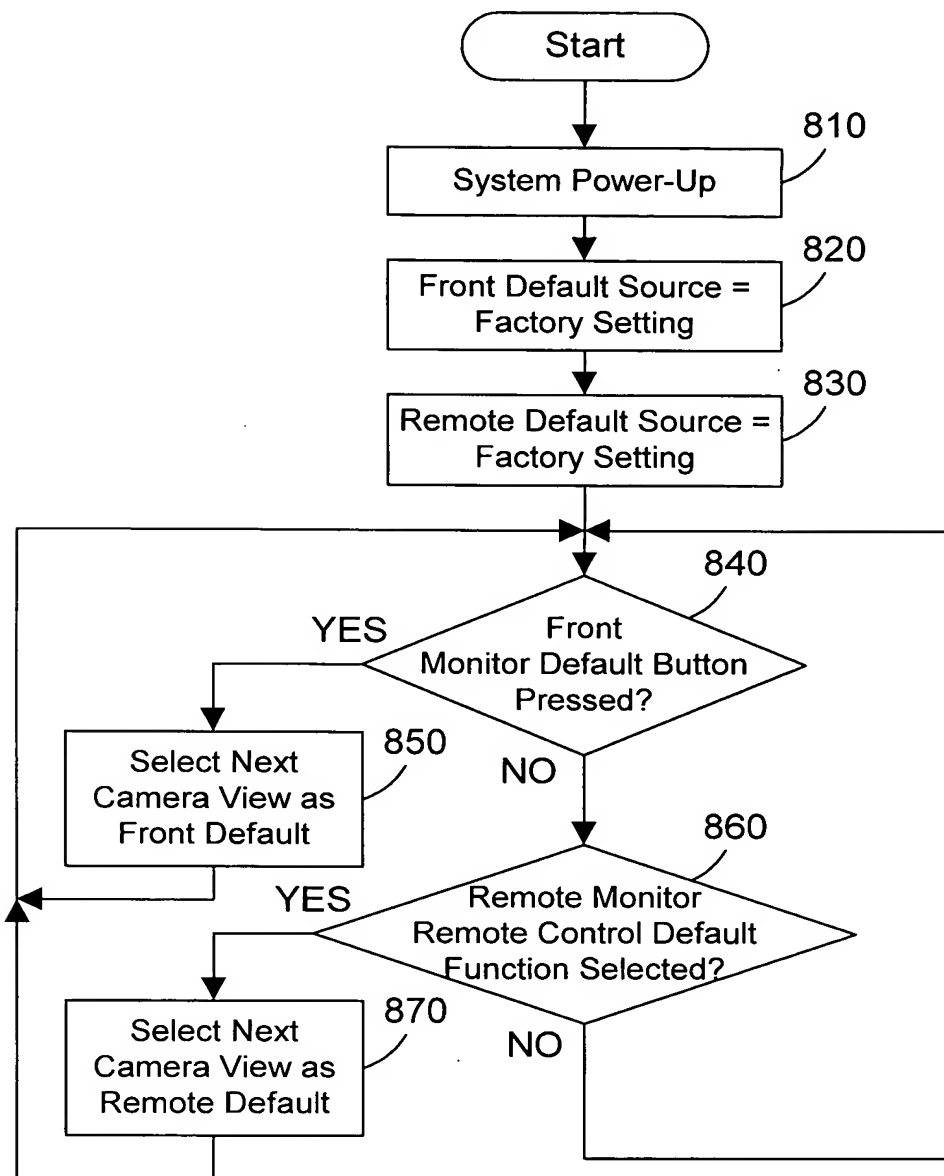 Start
810
System Power-Up
820
Front Default Source =
Factory Setting
830
Remote Default Source =
Factory Setting
840
YES
Front
Monitor Default Button
Pressed?
850
NO
Select Next
Camera View as
Front Default
860
YES
Remote Monitor
Remote Control Default
Function Selected?
870
NO
Select Next
Camera View as
Remote Default